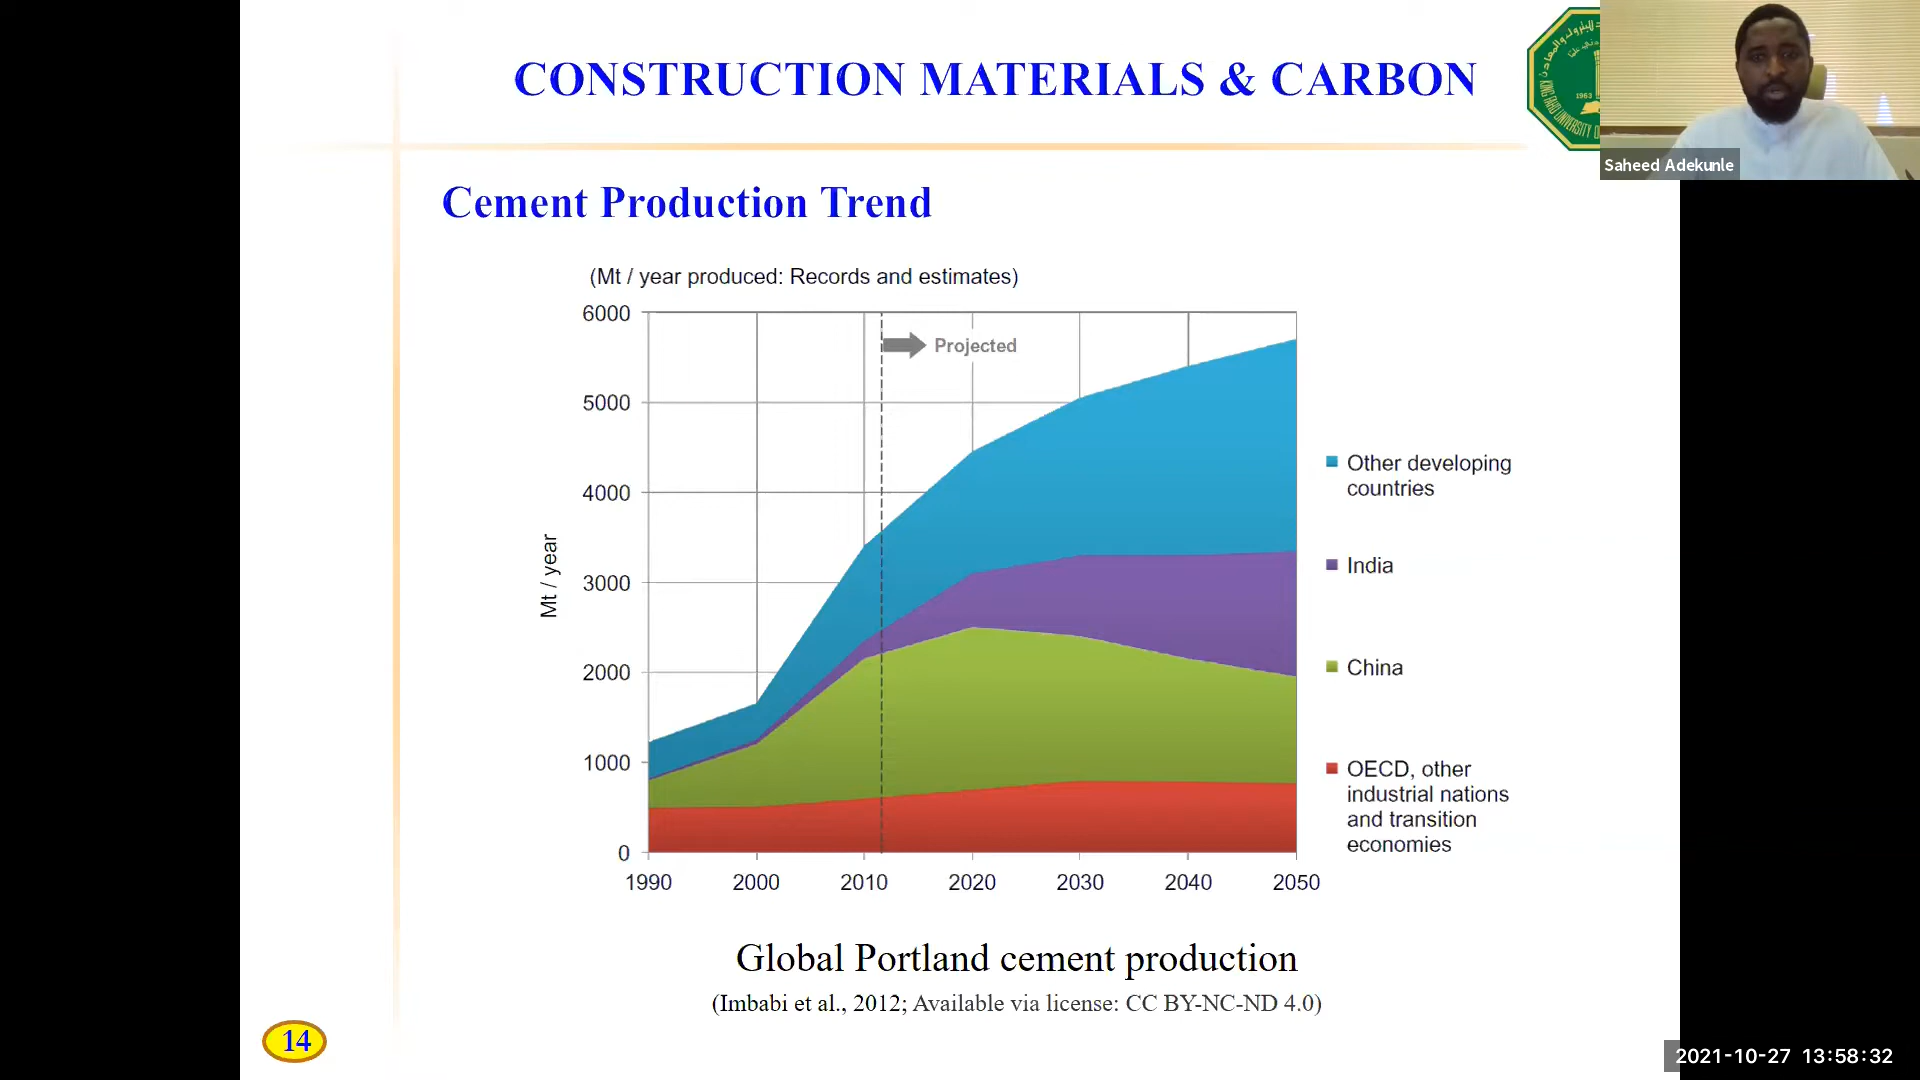 CONSTRUCTION MATERIALS & CARBON
1963
Saheed Adekunle
Cement Production Trend
(Mt / year produced: Records and estimates)
6000
5000
4000
3000
2000
1000
0
Mt / year
Projected
1990 2000 2010 2020 2030 2040 2050
Other developing
countries
India
China
OECD, other
industrial nations
and transition
economies
Global Portland cement production
(Imbabi et al., 2012; Available via license: CC BY-NC-ND 4.0)
14
2021-10-27 13:58:32